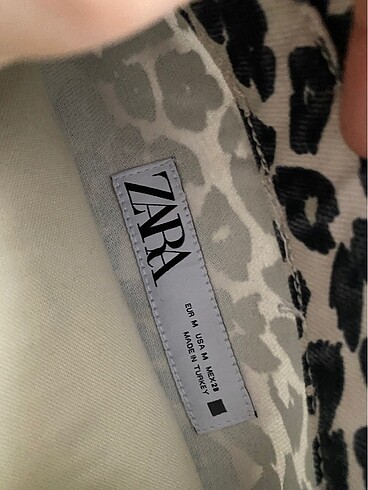 ZARA
EUR M USA M MEX 28
MADE IN TURKEY